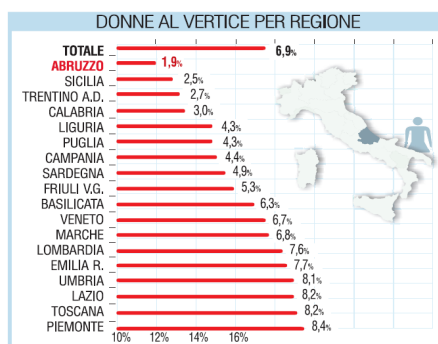 DONNE AL VERTICE PER REGIONE
TOTALE 6,9%
ABRUZZO 1,9%
SICILIA 2,5%
TRENTINO A.D. 2,7%
CALABRIA 3,0%
LIGURIA 4,3%
PUGLIA 4,3%
CAMPANIA 4,4%
SARDEGNA 4,9%
FRIULI V.G. 5,3%
BASILICATA 6,3%
VENETO 6,7%
MARCHE 6,8%
LOMBARDIA 7,6%
EMILIA R. 7,7%
UMBRIA 8,1%
LAZIO 8,2%
TOSCANA 8,2%
PIEMONTE 8,4%
10% 12% 14% 16%